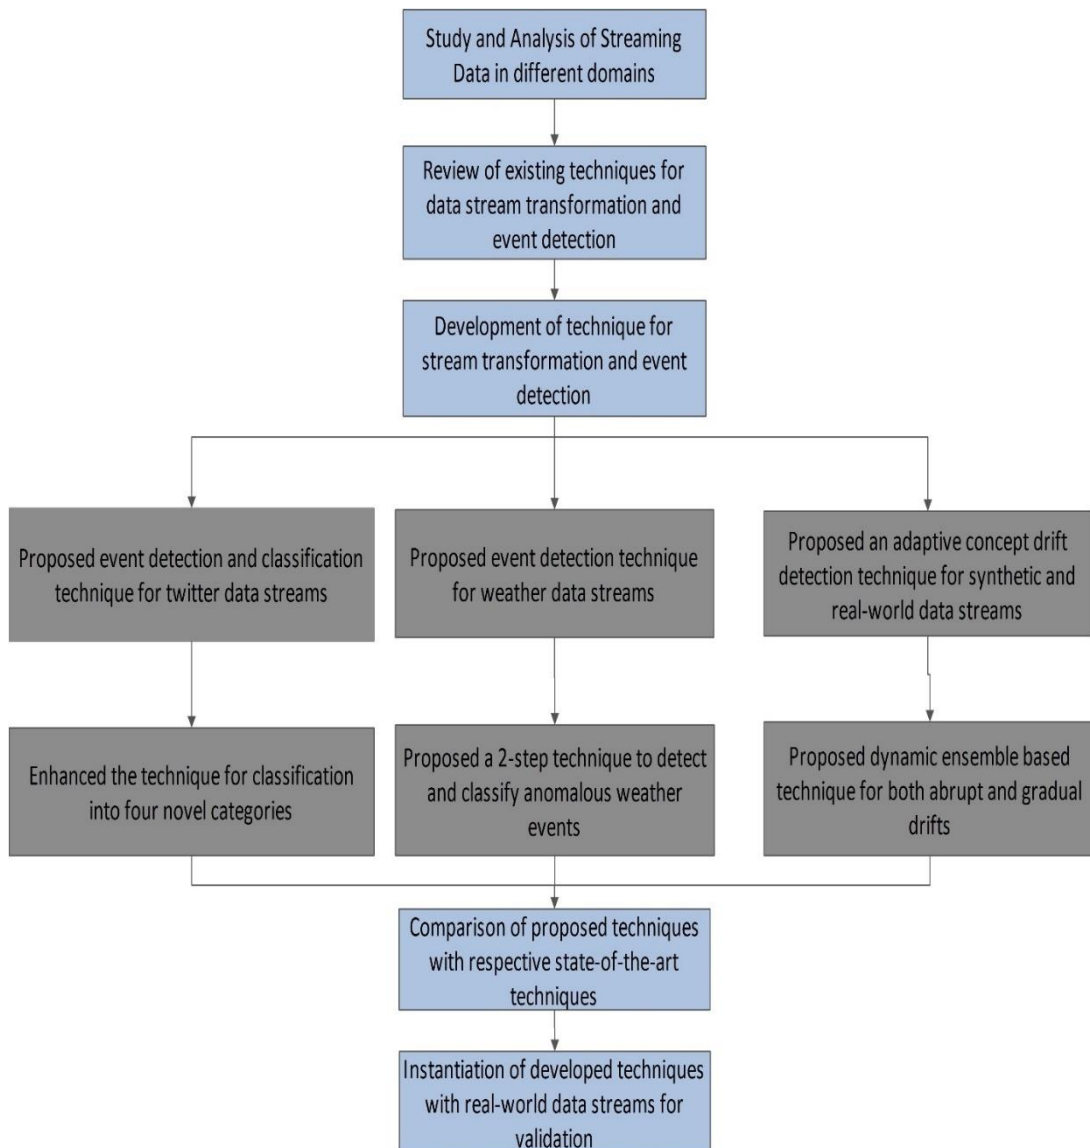 Study and Analysis of Streaming
Data in different domains
Review of existing techniques for
data stream transformation and
event detection
Development of technique for
stream transformation and event
detection
Proposed event detection and classification
technique for twitter data streams
Proposed event detection technique
for weather data streams
Proposed an adaptive concept drift
detection technique for synthetic and
real-world data streams
Enhanced the technique for classification
into four novel categories
Proposed a 2-step technique to detect
and classify anomalous weather
events
Proposed dynamic ensemble based
technique for both abrupt and gradual
drifts
Comparison of proposed techniques
with respective state-of-the-art
techniques
Instantiation of developed techniques
with real-world data streams for
validation